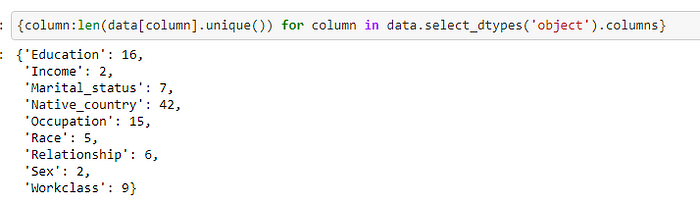 : {column:len(data[column].unique()) for column in data.select_dtypes('object').columns}
: {'Education': 16,
'Income': 2,
'Marital_status': 7,
'Native_country': 42,
'Occupation': 15,
'Race': 5,
'Relationship': 6,
'Sex': 2,
'Workclass': 9}